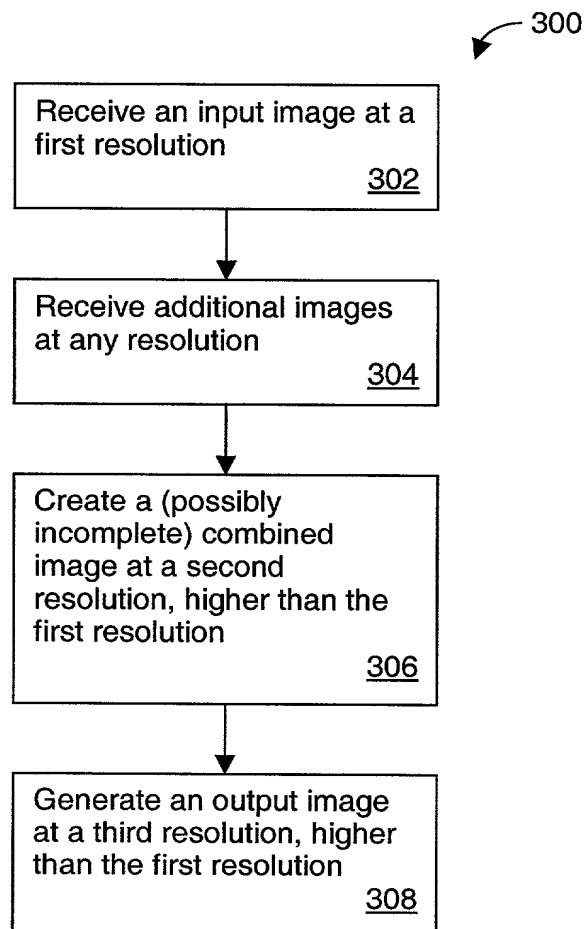 300
Receive an input image at a
first resolution
302
Receive additional images
at any resolution
304
Create a (possibly
incomplete) combined
image at a second
resolution, higher than the
first resolution
306
Generate an output image
at a third resolution, higher
than the first resolution
308